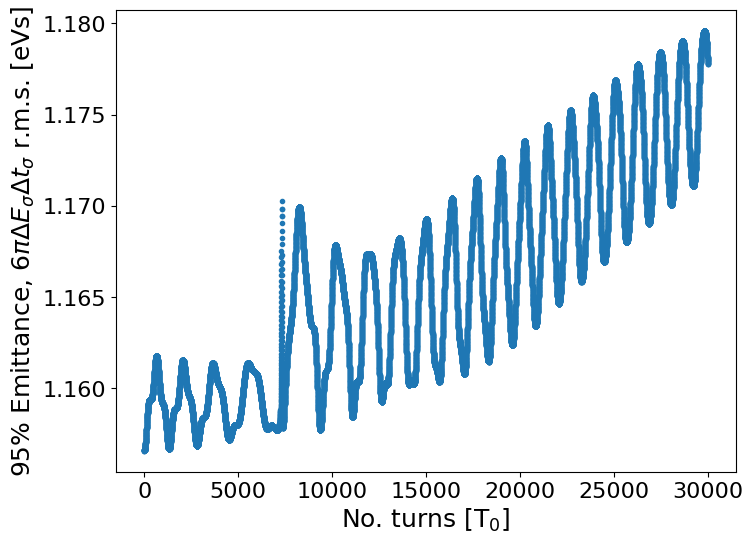 95% Emittance, 6πΔE_σΔt_σ r.m.s. [eVs]
1.180
1.175
1.170
1.165
1.160
0 5000 10000 15000 20000 25000 30000
No. turns [T₀]